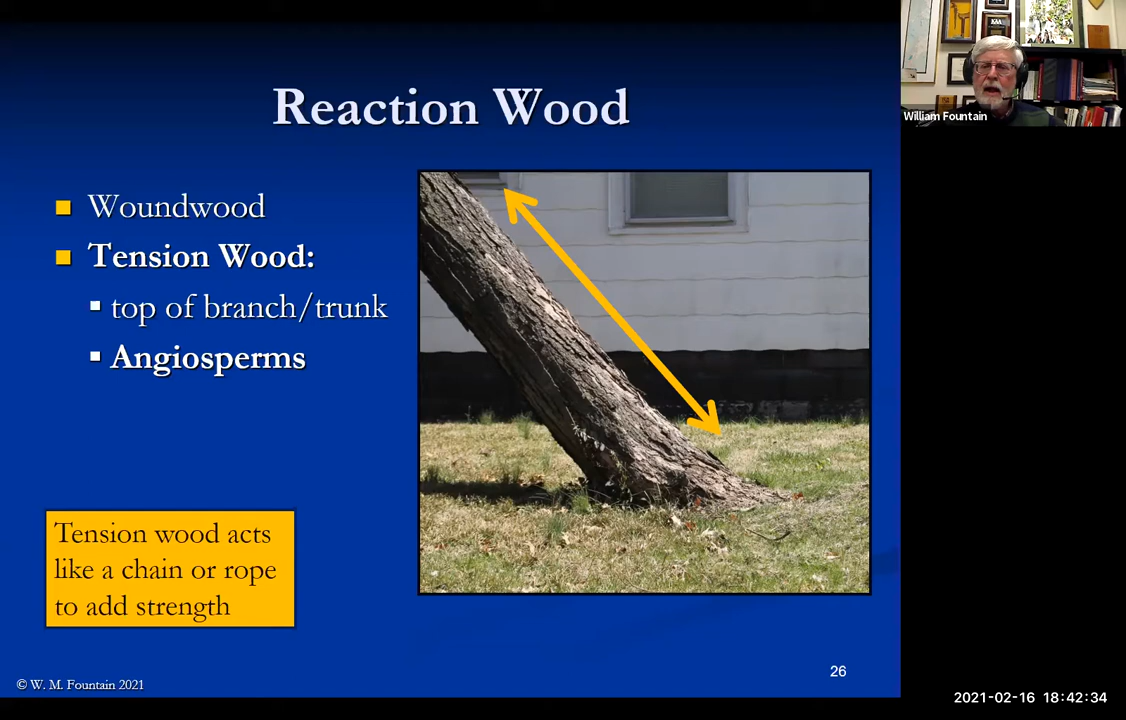 Reaction Wood
Woundwood
Tension Wood:
top of branch/trunk
Angiosperms
Tension wood acts
like a chain or rope
to add strength
© W. M. Fountain 2021
26
William Fountain
2021-02-16 18:42:34